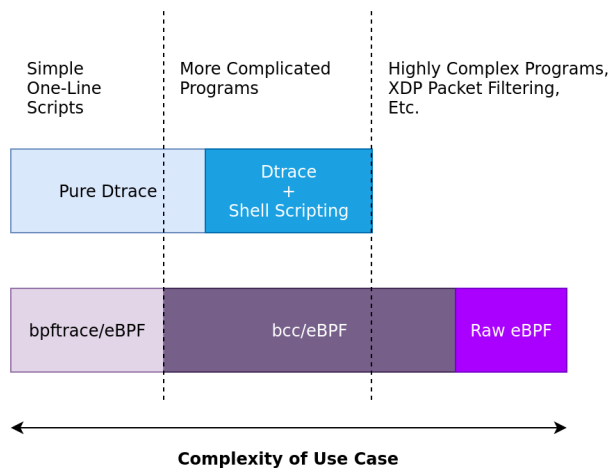 Simple
One-Line
Scripts
More Complicated
Programs
Highly Complex Programs,
XDP Packet Filtering,
Etc.
Pure Dtrace
Dtrace
+
Shell Scripting
bpftrace/eBPF
bcc/eBPF
Raw eBPF
Complexity of Use Case